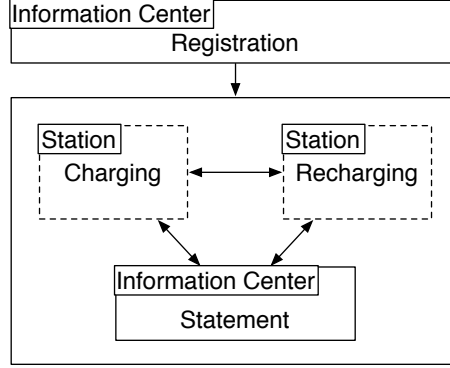 Information Center
Registration
Station
Station
Charging
Recharging
Information Center
Statement